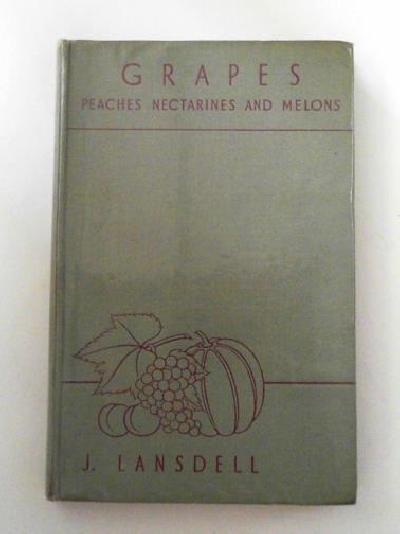 GRAPES
PEACHES NECTARINES AND MELONS
J. LANSDELL